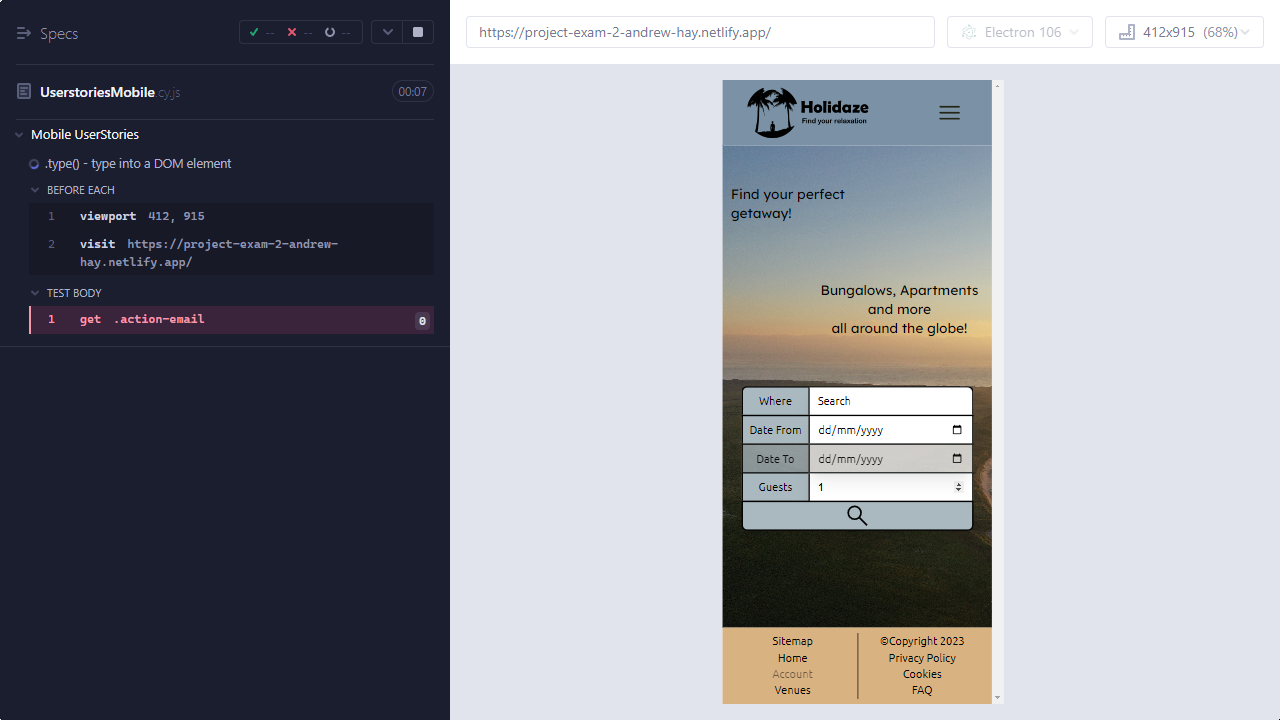 Specs
-- -- --
UserstoriesMobile.cy.js
00:07
Mobile UserStories
.type() - type into a DOM element
BEFORE EACH
1 viewport 412, 915
2 visit https://project-exam-2-andrew-
hay.netlify.app/
TEST BODY
1 get .action-email 0
https://project-exam-2-andrew-hay.netlify.app/
Electron 106
412x915 (68%)
Holidaze
Find your relaxation
Find your perfect
getaway!
Bungalows, Apartments
and more
all around the globe!
Where Search
Date From dd/mm/yyyy
Date To dd/mm/yyyy
Guests 1
Sitemap
Home
Account
Venues
©Copyright 2023
Privacy Policy
Cookies
FAQ